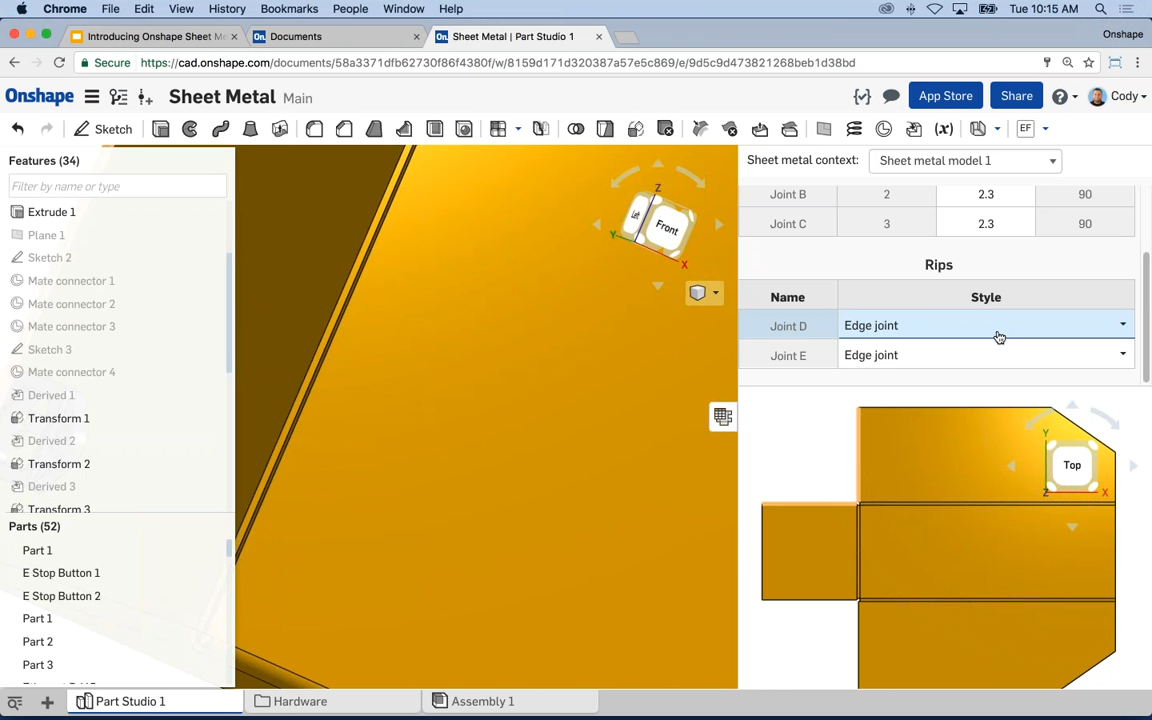 Chrome File Edit View History Bookmarks People Window Help Tue 10:15 AM
Introducing Onshape Sheet Me × Documents × Sheet Metal | Part Studio 1 × Onshape
Secure https://cad.onshape.com/documents/58a3371dfb62730f86f4380f/w/8159d171d320387a57e5c869/e/9d5c9d473821268beb1d38bd
Onshape Sheet Metal Main App Store Share Cody
Sketch (x) EF
Features (34)
Filter by name or type
Extrude 1
Plane 1
Sketch 2
Mate connector 1
Mate connector 2
Mate connector 3
Sketch 3
Mate connector 4
Derived 1
Transform 1
Derived 2
Transform 2
Derived 3
Transform 3
Parts (52)
Part 1
E Stop Button 1
E Stop Button 2
Part 1
Part 2
Part 3
Z
Left Front
Y
X
Sheet metal context: Sheet metal model 1
Joint B 2 2.3 90
Joint C 3 2.3 90
Rips
Name Style
Joint D Edge joint
Joint E Edge joint
Y
Top
Z X
Part Studio 1 Hardware Assembly 1